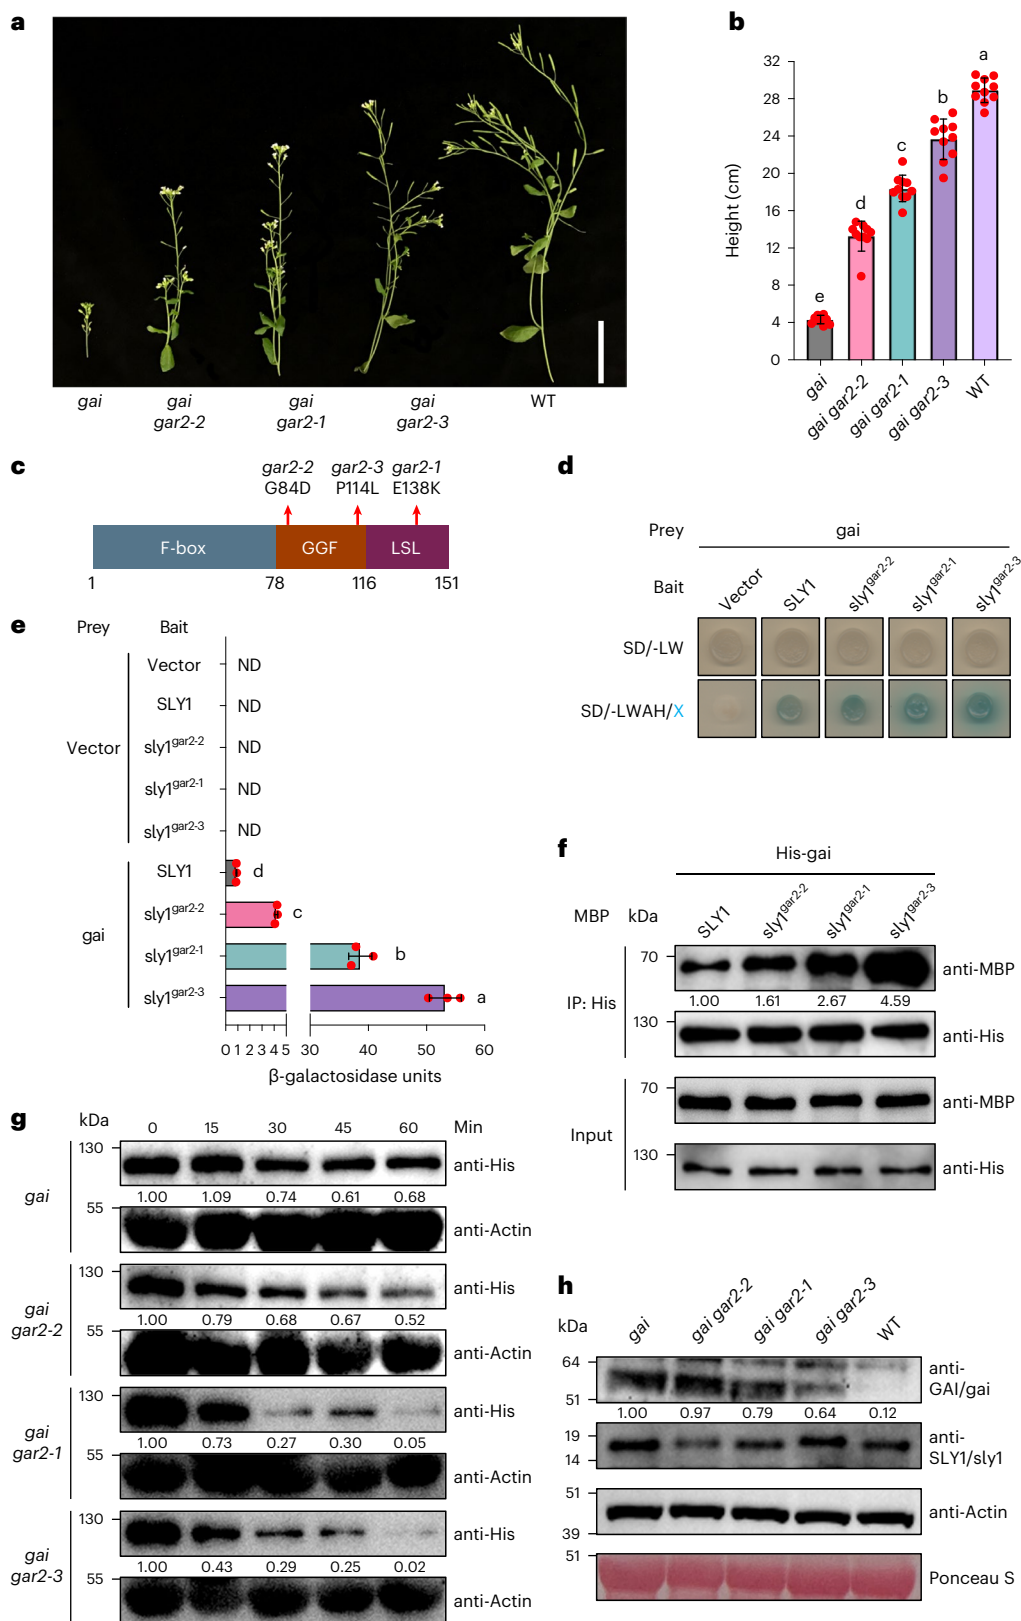 a
gai
gai
gar2-2
gai
gar2-1
gai
gar2-3
WT
b
Height (cm)
32
28
24
20
16
12
8
4
0
a
b
c
d
e
gai
gai gar2-2
gai gar2-1
gai gar2-3
WT
c
gar2-2
G84D
gar2-3
P114L
gar2-1
E138K
F-box
GGF
LSL
1
78
116
151
d
Prey
gai
Bait
Vector
SLY1
sly1gar2-2
sly1gar2-1
sly1gar2-3
SD/-LW
SD/-LWAH/X
e
Prey
Bait
Vector
Vector
ND
SLY1
ND
sly1gar2-2
ND
sly1gar2-1
ND
sly1gar2-3
ND
gai
SLY1
d
sly1gar2-2
c
sly1gar2-1
b
sly1gar2-3
a
0 1 2 3 4 5 30 40 50 60
β-galactosidase units
f
His-gai
MBP
kDa
SLY1
sly1gar2-2
sly1gar2-1
sly1gar2-3
IP: His
70
anti-MBP
1.00 1.61 2.67 4.59
130
anti-His
Input
70
anti-MBP
130
anti-His
g
kDa
0 15 30 45 60 Min
gai
130
anti-His
1.00 1.09 0.74 0.61 0.68
55
anti-Actin
gai
gar2-2
130
anti-His
1.00 0.79 0.68 0.67 0.52
55
anti-Actin
gai
gar2-1
130
anti-His
1.00 0.73 0.27 0.30 0.05
55
anti-Actin
gai
gar2-3
130
anti-His
1.00 0.43 0.29 0.25 0.02
55
anti-Actin
h
kDa
gai
gai gar2-2
gai gar2-1
gai gar2-3
WT
64
51
anti-
GAI/gai
1.00 0.97 0.79 0.64 0.12
19
14
anti-
SLY1/sly1
51
39
anti-Actin
51
Ponceau S